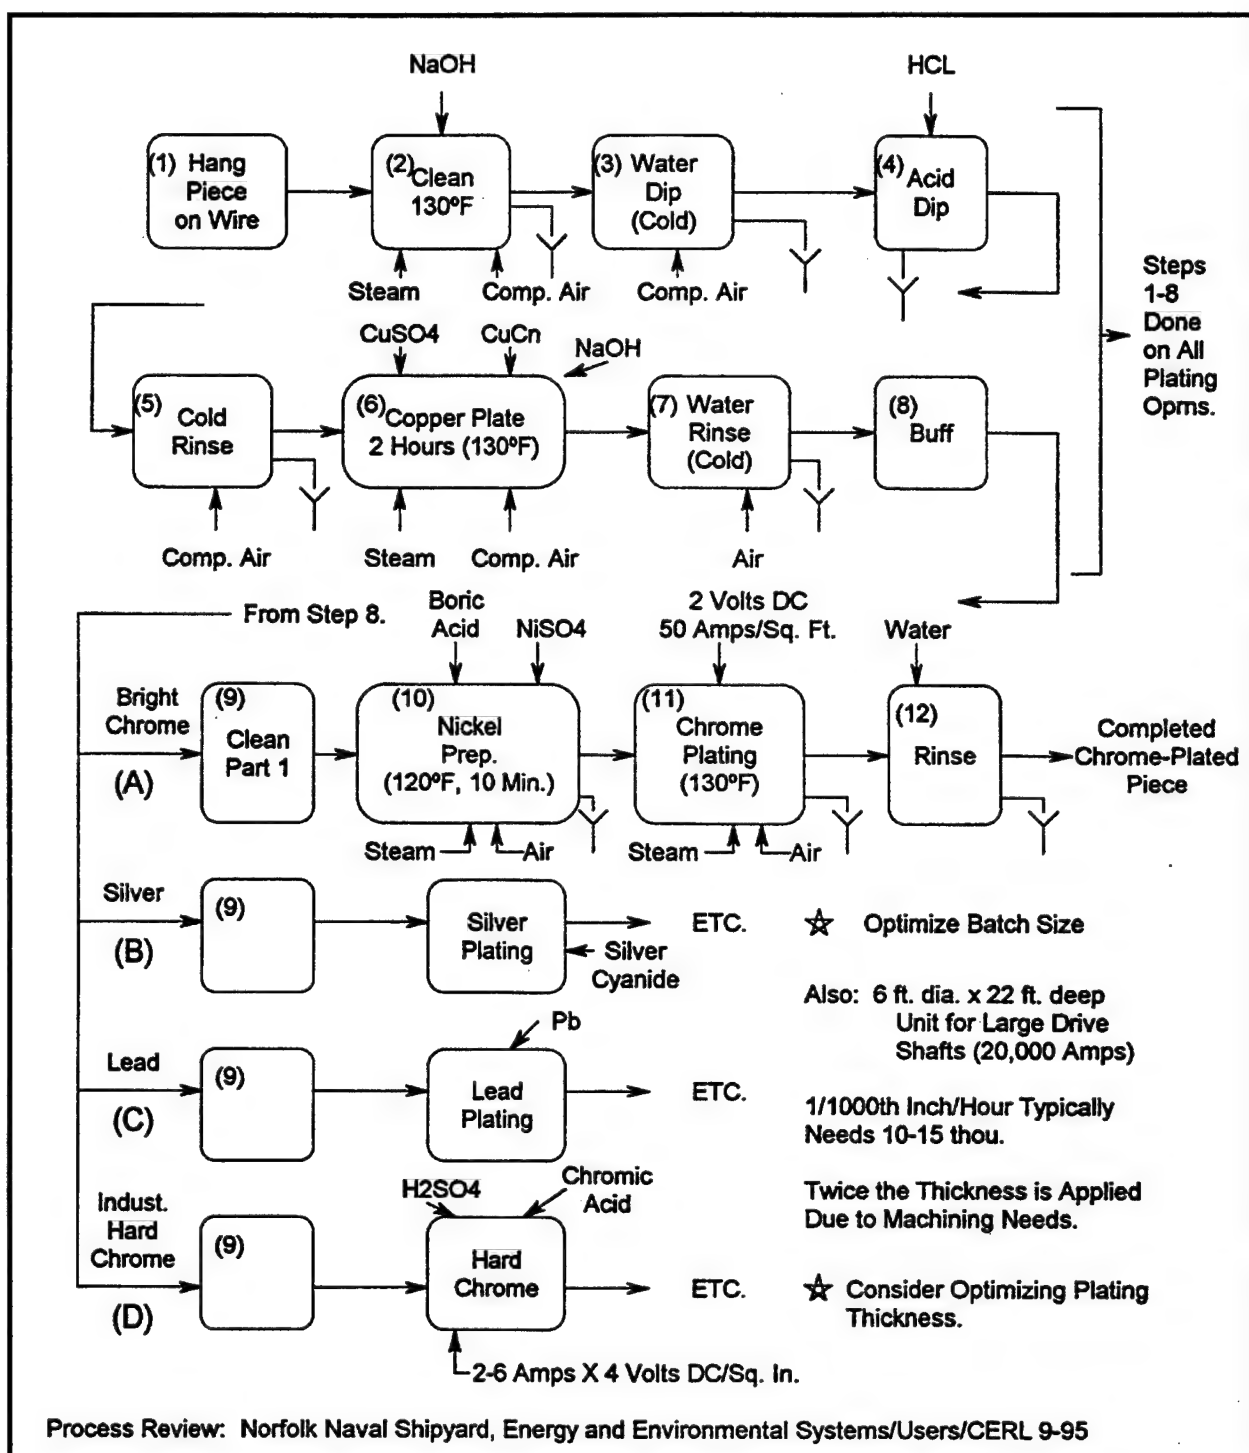 NaOH
HCL
(1) Hang
Piece
on Wire
(2) Clean
130ºF
(3) Water
Dip
(Cold)
(4) Acid
Dip
Steam
Comp. Air
Comp. Air
Steps
1-8
Done
on All
Plating
Oprns.
CuSO4
CuCn
NaOH
(5) Cold
Rinse
(6) Copper Plate
2 Hours (130ºF)
(7) Water
Rinse
(Cold)
(8) Buff
Comp. Air
Steam
Comp. Air
Air
From Step 8.
Boric
Acid
NiSO4
2 Volts DC
50 Amps/Sq. Ft.
Water
Bright
Chrome
(A)
(9)
Clean
Part 1
(10)
Nickel
Prep.
(120ºF, 10 Min.)
(11)
Chrome
Plating
(130ºF)
(12)
Rinse
Completed
Chrome-Plated
Piece
Steam
Air
Steam
Air
Silver
(B)
(9)
Silver
Plating
Silver
Cyanide
ETC.
☆ Optimize Batch Size
Also: 6 ft. dia. x 22 ft. deep
Unit for Large Drive
Shafts (20,000 Amps)
Lead
(C)
(9)
Pb
Lead
Plating
ETC.
1/1000th Inch/Hour Typically
Needs 10-15 thou.
Twice the Thickness is Applied
Due to Machining Needs.
Indust.
Hard
Chrome
(D)
(9)
H2SO4
Chromic
Acid
Hard
Chrome
ETC.
☆ Consider Optimizing Plating
Thickness.
2-6 Amps X 4 Volts DC/Sq. In.
Process Review: Norfolk Naval Shipyard, Energy and Environmental Systems/Users/CERL 9-95